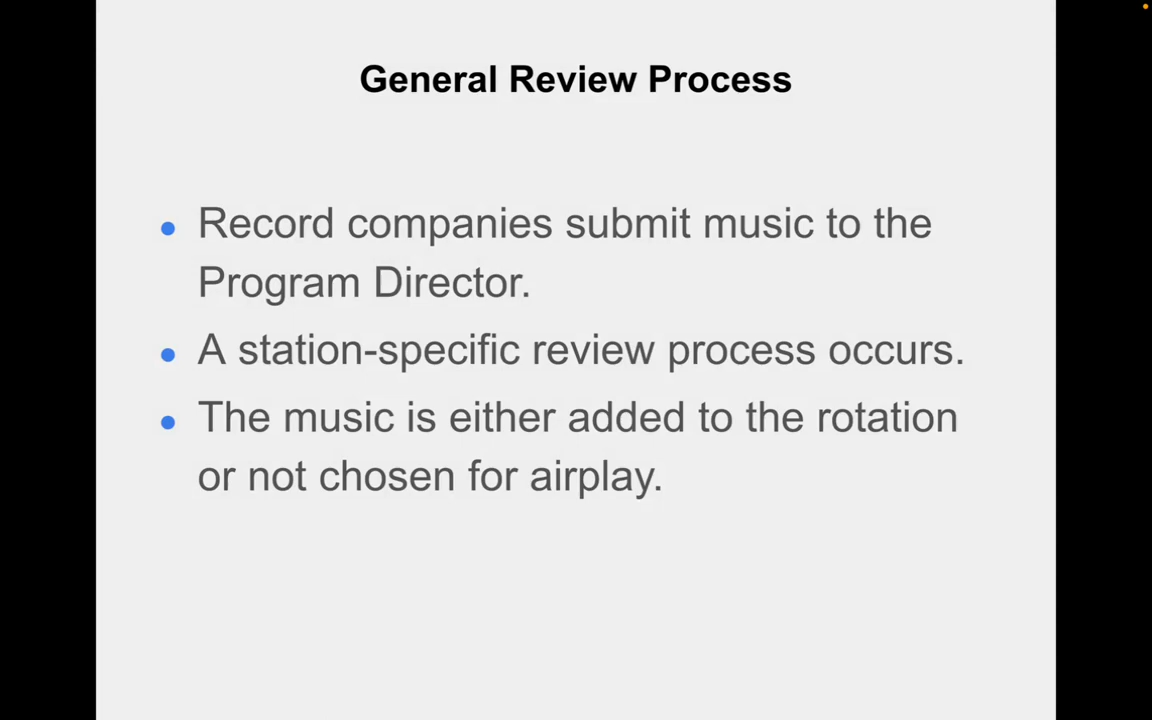 General Review Process
Record companies submit music to the
Program Director.
A station-specific review process occurs.
The music is either added to the rotation
or not chosen for airplay.